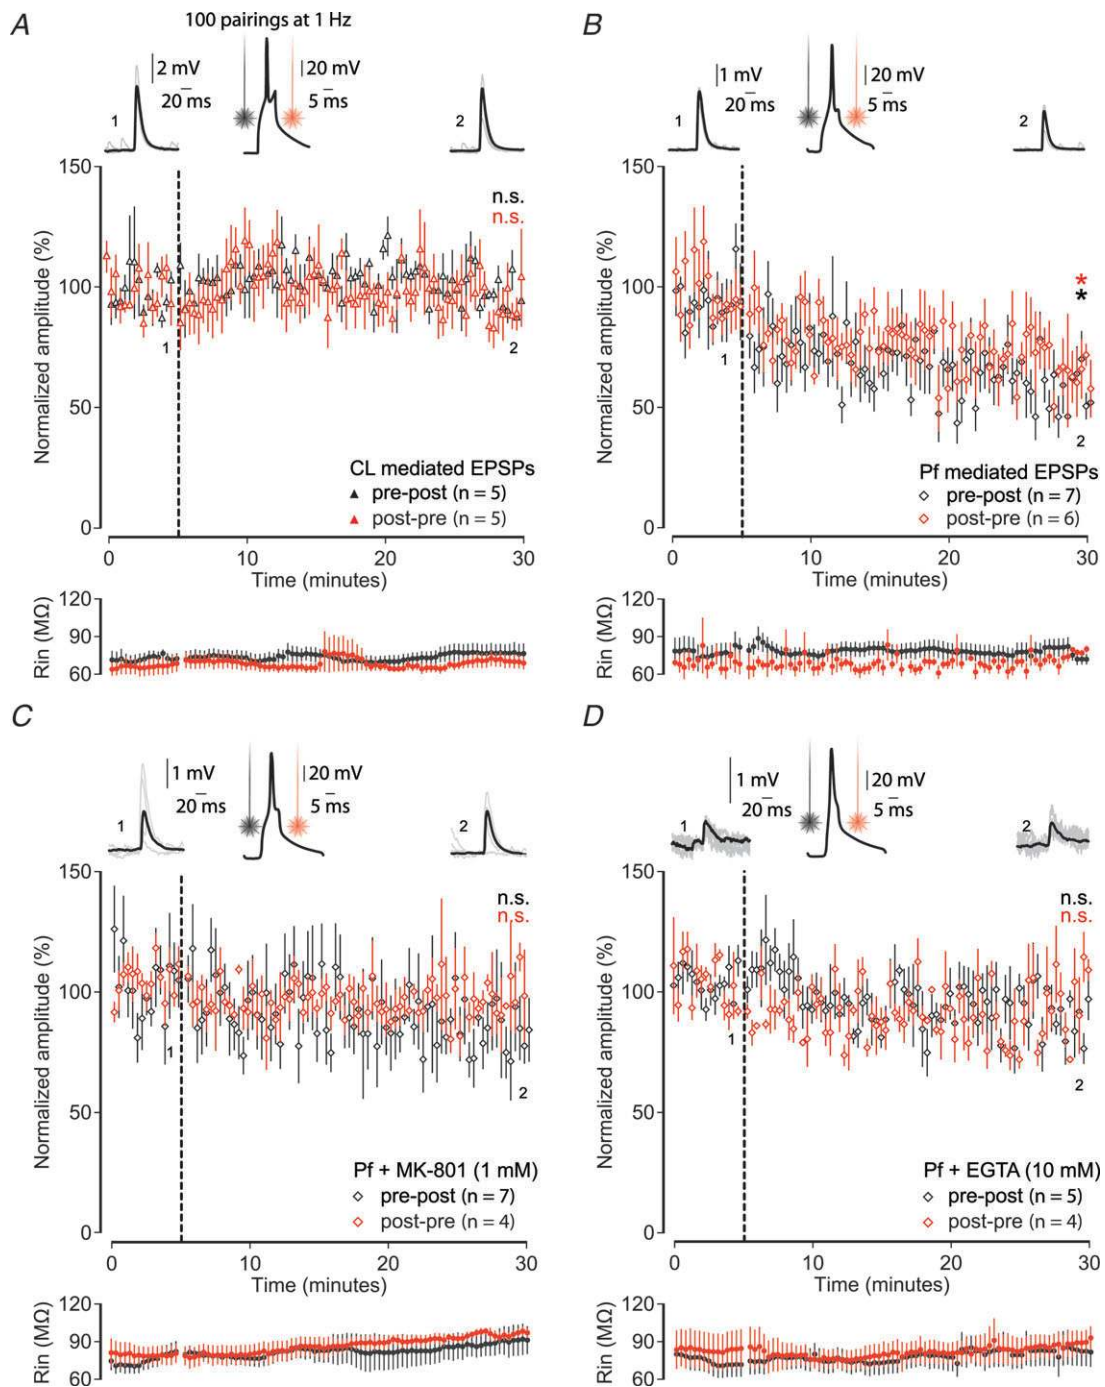 A
100 pairings at 1 Hz
2 mV
20 ms
20 mV
5 ms
1
2
150
100
50
0
Normalized amplitude (%)
n.s.
n.s.
1
2
CL mediated EPSPs
pre-post (n = 5)
post-pre (n = 5)
0 10 20 30
Time (minutes)
120
90
60
Rin (MΩ)
B
1 mV
20 ms
20 mV
5 ms
1
2
150
100
50
0
Normalized amplitude (%)
*
*
1
2
Pf mediated EPSPs
pre-post (n = 7)
post-pre (n = 6)
0 10 20 30
Time (minutes)
120
90
60
Rin (MΩ)
C
1 mV
20 ms
20 mV
5 ms
1
2
150
100
50
0
Normalized amplitude (%)
n.s.
n.s.
1
2
Pf + MK-801 (1 mM)
pre-post (n = 7)
post-pre (n = 4)
0 10 20 30
Time (minutes)
120
90
60
Rin (MΩ)
D
1 mV
20 ms
20 mV
5 ms
1
2
150
100
50
0
Normalized amplitude (%)
n.s.
n.s.
1
2
Pf + EGTA (10 mM)
pre-post (n = 5)
post-pre (n = 4)
0 10 20 30
Time (minutes)
120
90
60
Rin (MΩ)